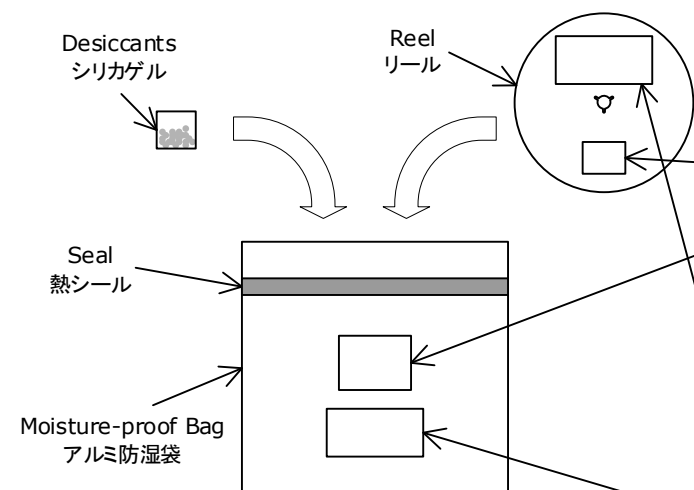 Desiccants
シリカゲル
Reel
リール
Seal
熱シール
Moisture-proof Bag
アルミ防湿袋